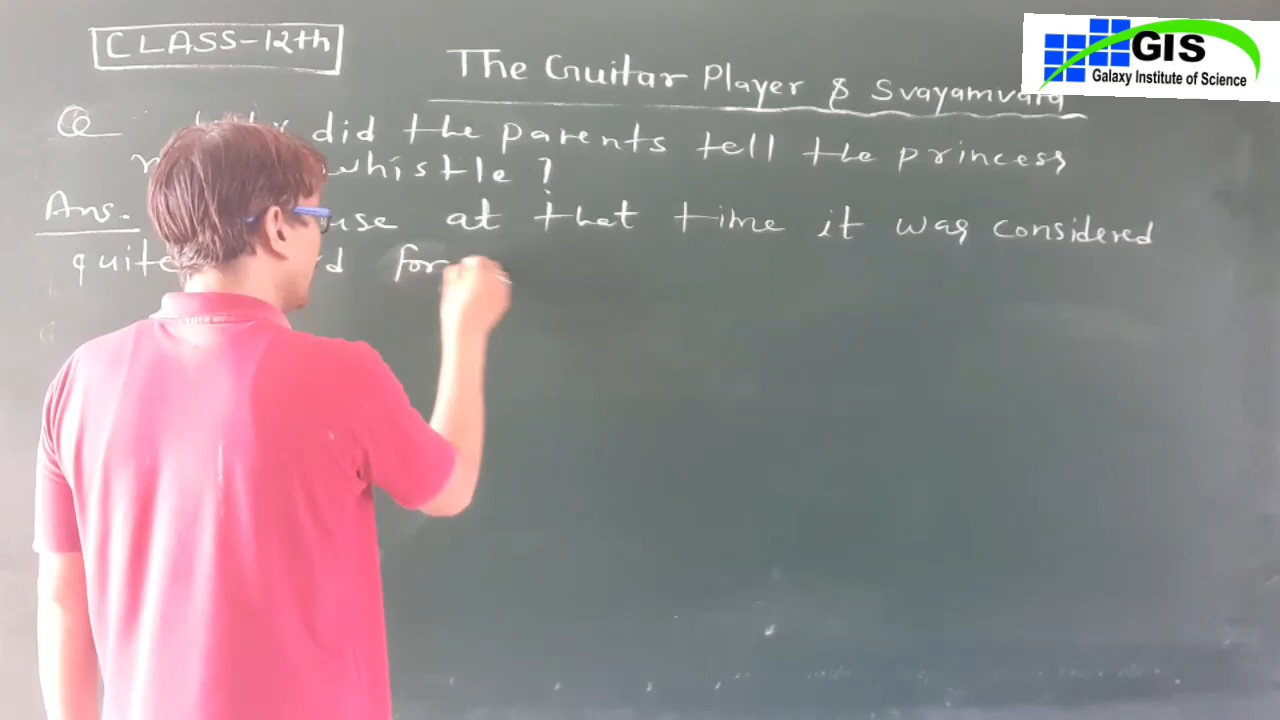 CLASS-12th
The Guitar Player & Svayamvara
GIS
Galaxy Institute of Science
Q did the parents tell the princess
whistle?
Ans. at that time it was considered
quite for